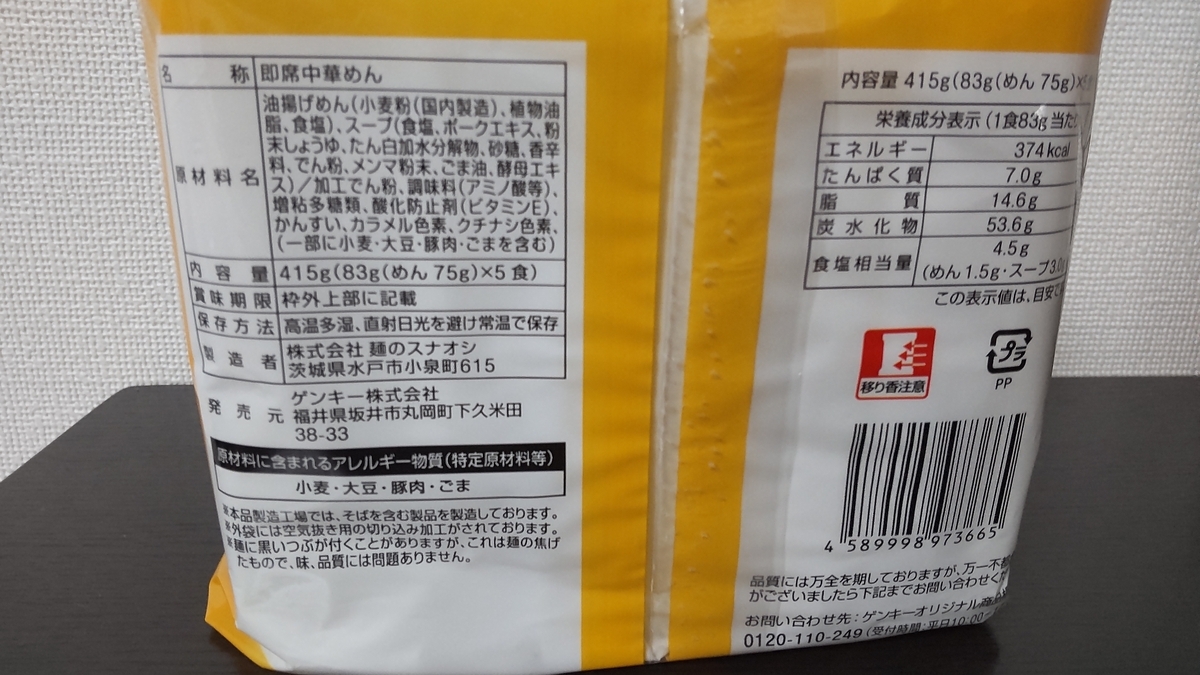 名 称 即席中華めん
原材料名
油揚げめん(小麦粉(国内製造)、植物油
脂、食塩)、スープ(食塩、ポークエキス、粉
末しょうゆ、たん白加水分解物、砂糖、香辛
料、でん粉、メンマ粉末、ごま油、酵母エキ
ス)/加工でん粉、調味料(アミノ酸等)、
増粘多糖類、酸化防止剤(ビタミンE)、
かんすい、カラメル色素、クチナシ色素、
(一部に小麦・大豆・豚肉・ごまを含む)
内容量 415g(83g(めん 75g)×5食)
賞味期限 枠外上部に記載
保存方法 高温多湿、直射日光を避け常温で保存
製造者 株式会社 麺のスナオシ
茨城県水戸市小泉町615
発売元 ゲンキー株式会社
福井県坂井市丸岡町下久米田
38-33
原材料に含まれるアレルギー物質(特定原材料等)
小麦・大豆・豚肉・ごま
※本品製造工場では、そばを含む製品を製造しております。
※外袋には空気抜き用の切り込み加工がされております。
※麺に黒いつぶが付くことがありますが、これは麺の焦げ
たもので、味、品質には問題ありません。
内容量 415g(83g(めん 75g)×5
栄養成分表示(1食83g当た
エネルギー 374kcal
たんぱく質 7.0g
脂質 14.6g
炭水化物 53.6g
食塩相当量 4.5g
(めん1.5g・スープ3.0g
この表示値は、目安で
移り香注意
プラ
PP
4 589998 973665
品質には万全を期しておりますが、万一不都
がございましたら下記までお問い合わせくだ
お問い合わせ先:ゲンキーオリジナル商品
0120-110-249(受付時間:平日10:00-